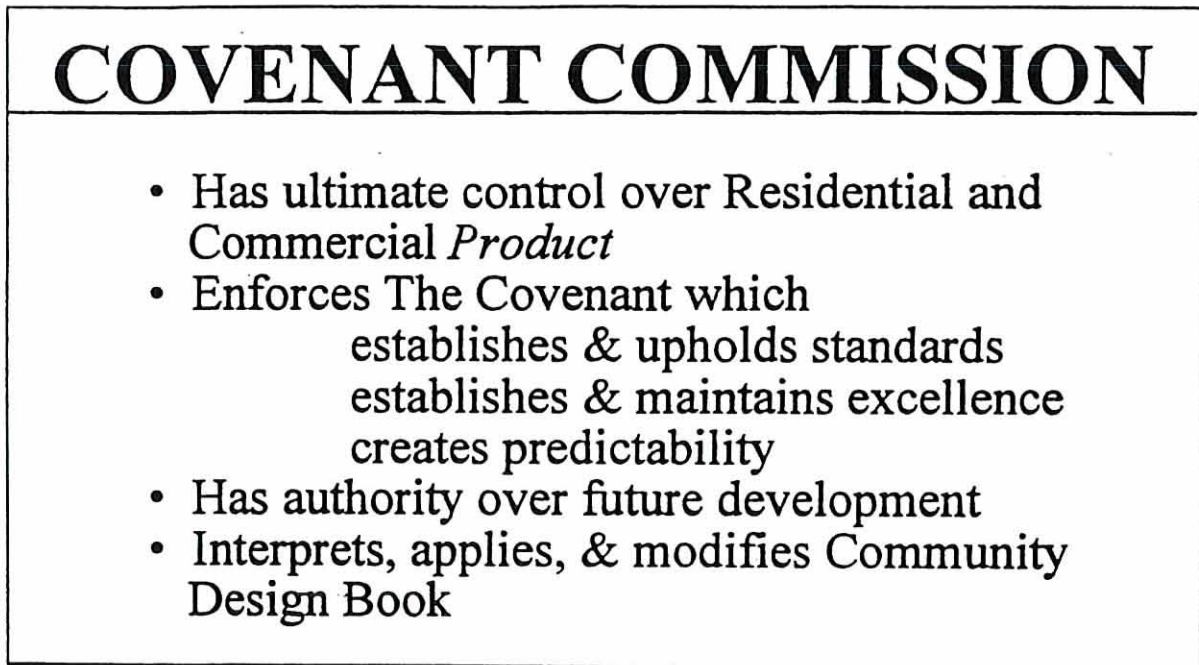 COVENANT COMMISSION
• Has ultimate control over Residential and
Commercial Product
• Enforces The Covenant which
establishes & upholds standards
establishes & maintains excellence
creates predictability
• Has authority over future development
• Interprets, applies, & modifies Community
Design Book